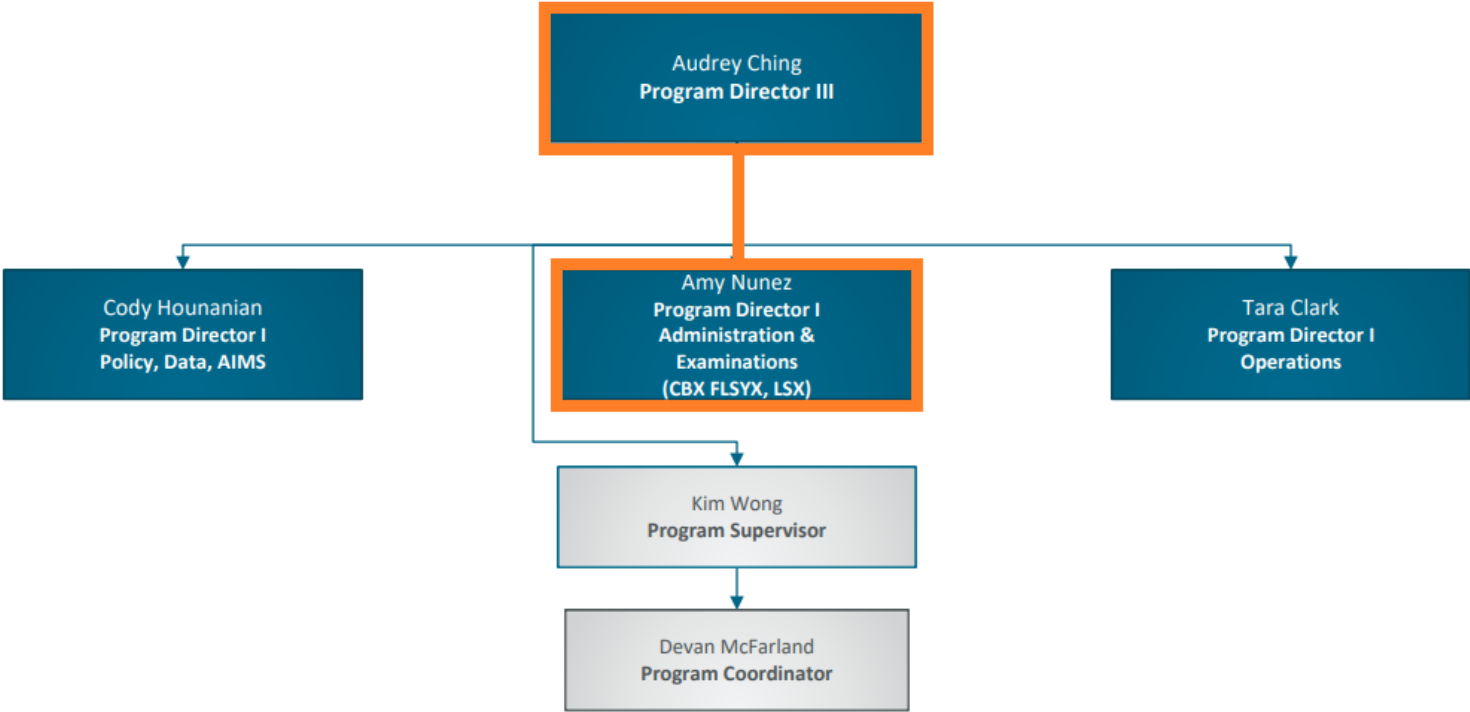 Audrey Ching
Program Director III
Cody Hounanian
Program Director I
Policy, Data, AIMS
Amy Nunez
Program Director I
Administration &
Examinations
(CBX FLSYX, LSX)
Tara Clark
Program Director I
Operations
Kim Wong
Program Supervisor
Devan McFarland
Program Coordinator